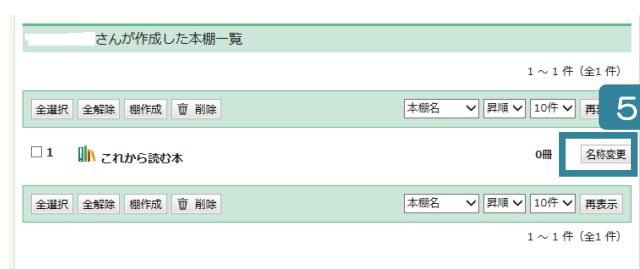 さんが作成した本棚一覧
1 ～ 1 件（全1 件）
全選択 全解除 棚作成 削除 本棚名 昇順 10件 再表
5
1 これから読む本 0冊 名称変更
全選択 全解除 棚作成 削除 本棚名 昇順 10件 再表示
1 ～ 1 件（全1 件）